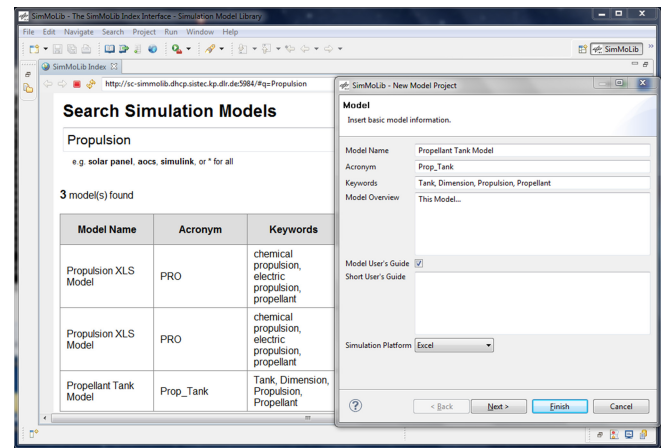 SimMoLib - The SimMoLib Index Interface - Simulation Model Library
File Edit Navigate Search Project Run Window Help
SimMoLib
SimMoLib Index
http://sc-simmolib.dhcp.sistec.kp.dlr.de:5984/#q=Propulsion
Search Simulation Models
Propulsion
e.g. solar panel, aocs, simulink, or * for all
3 model(s) found
Model Name Acronym Keywords
Propulsion XLS Model PRO chemical propulsion, electric propulsion, propellant
Propulsion XLS Model PRO chemical propulsion, electric propulsion, propellant
Propellant Tank Model Prop_Tank Tank, Dimension, Propulsion, Propellant
SimMoLib - New Model Project
Model
Insert basic model information.
Model Name Propellant Tank Model
Acronym Prop_Tank
Keywords Tank, Dimension, Propulsion, Propellant
Model Overview This Model...
Model User's Guide
Short User's Guide
Simulation Platform Excel
< Back Next > Finish Cancel